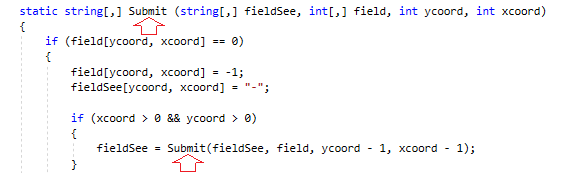 static string[,] Submit (string[,] fieldSee, int[,] field, int ycoord, int xcoord)
{
if (field[ycoord, xcoord] == 0)
{
field[ycoord, xcoord] = -1;
fieldSee[ycoord, xcoord] = "-";
if (xcoord > 0 && ycoord > 0)
{
fieldSee = Submit(fieldSee, field, ycoord - 1, xcoord - 1);
}